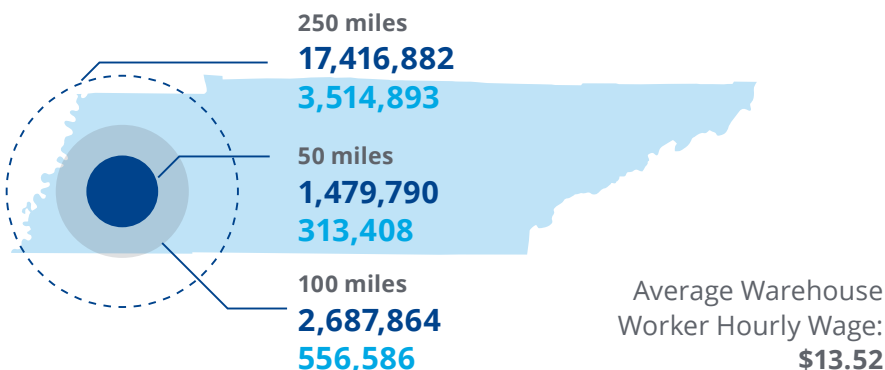 250 miles
17,416,882
3,514,893
50 miles
1,479,790
313,408
100 miles
2,687,864
556,586
Average Warehouse
Worker Hourly Wage:
$13.52